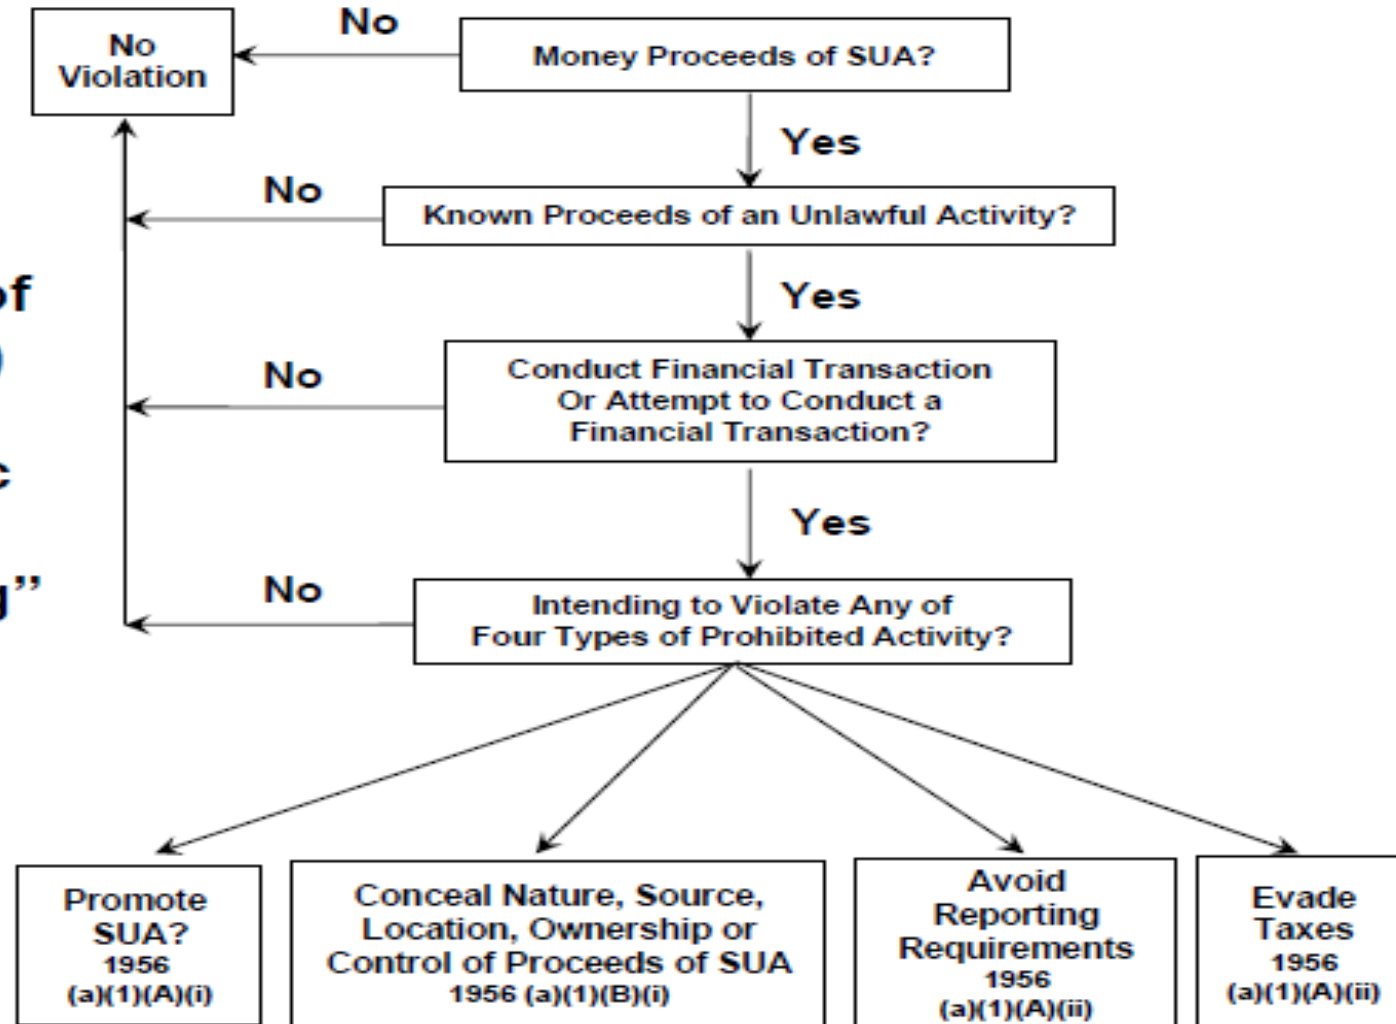 No
No
Violation
Money Proceeds of SUA?
Yes
No
Known Proceeds of an Unlawful Activity?
of
Yes
)
No
Conduct Financial Transaction
Or Attempt to Conduct a
Financial Transaction?
c
Yes
g”
No
Intending to Violate Any of
Four Types of Prohibited Activity?
Promote
SUA?
1956
(a)(1)(A)(i)
Conceal Nature, Source,
Location, Ownership or
Control of Proceeds of SUA
1956 (a)(1)(B)(i)
Avoid
Reporting
Requirements
1956
(a)(1)(A)(ii)
Evade
Taxes
1956
(a)(1)(A)(ii)